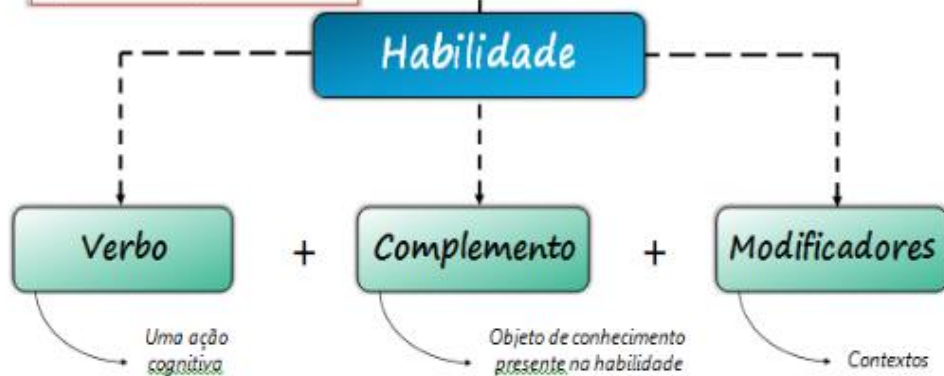 Habilidade
Verbo + Complemento + Modificadores
Uma ação
cognitiva
Objeto de conhecimento
presente na habilidade
Contextos